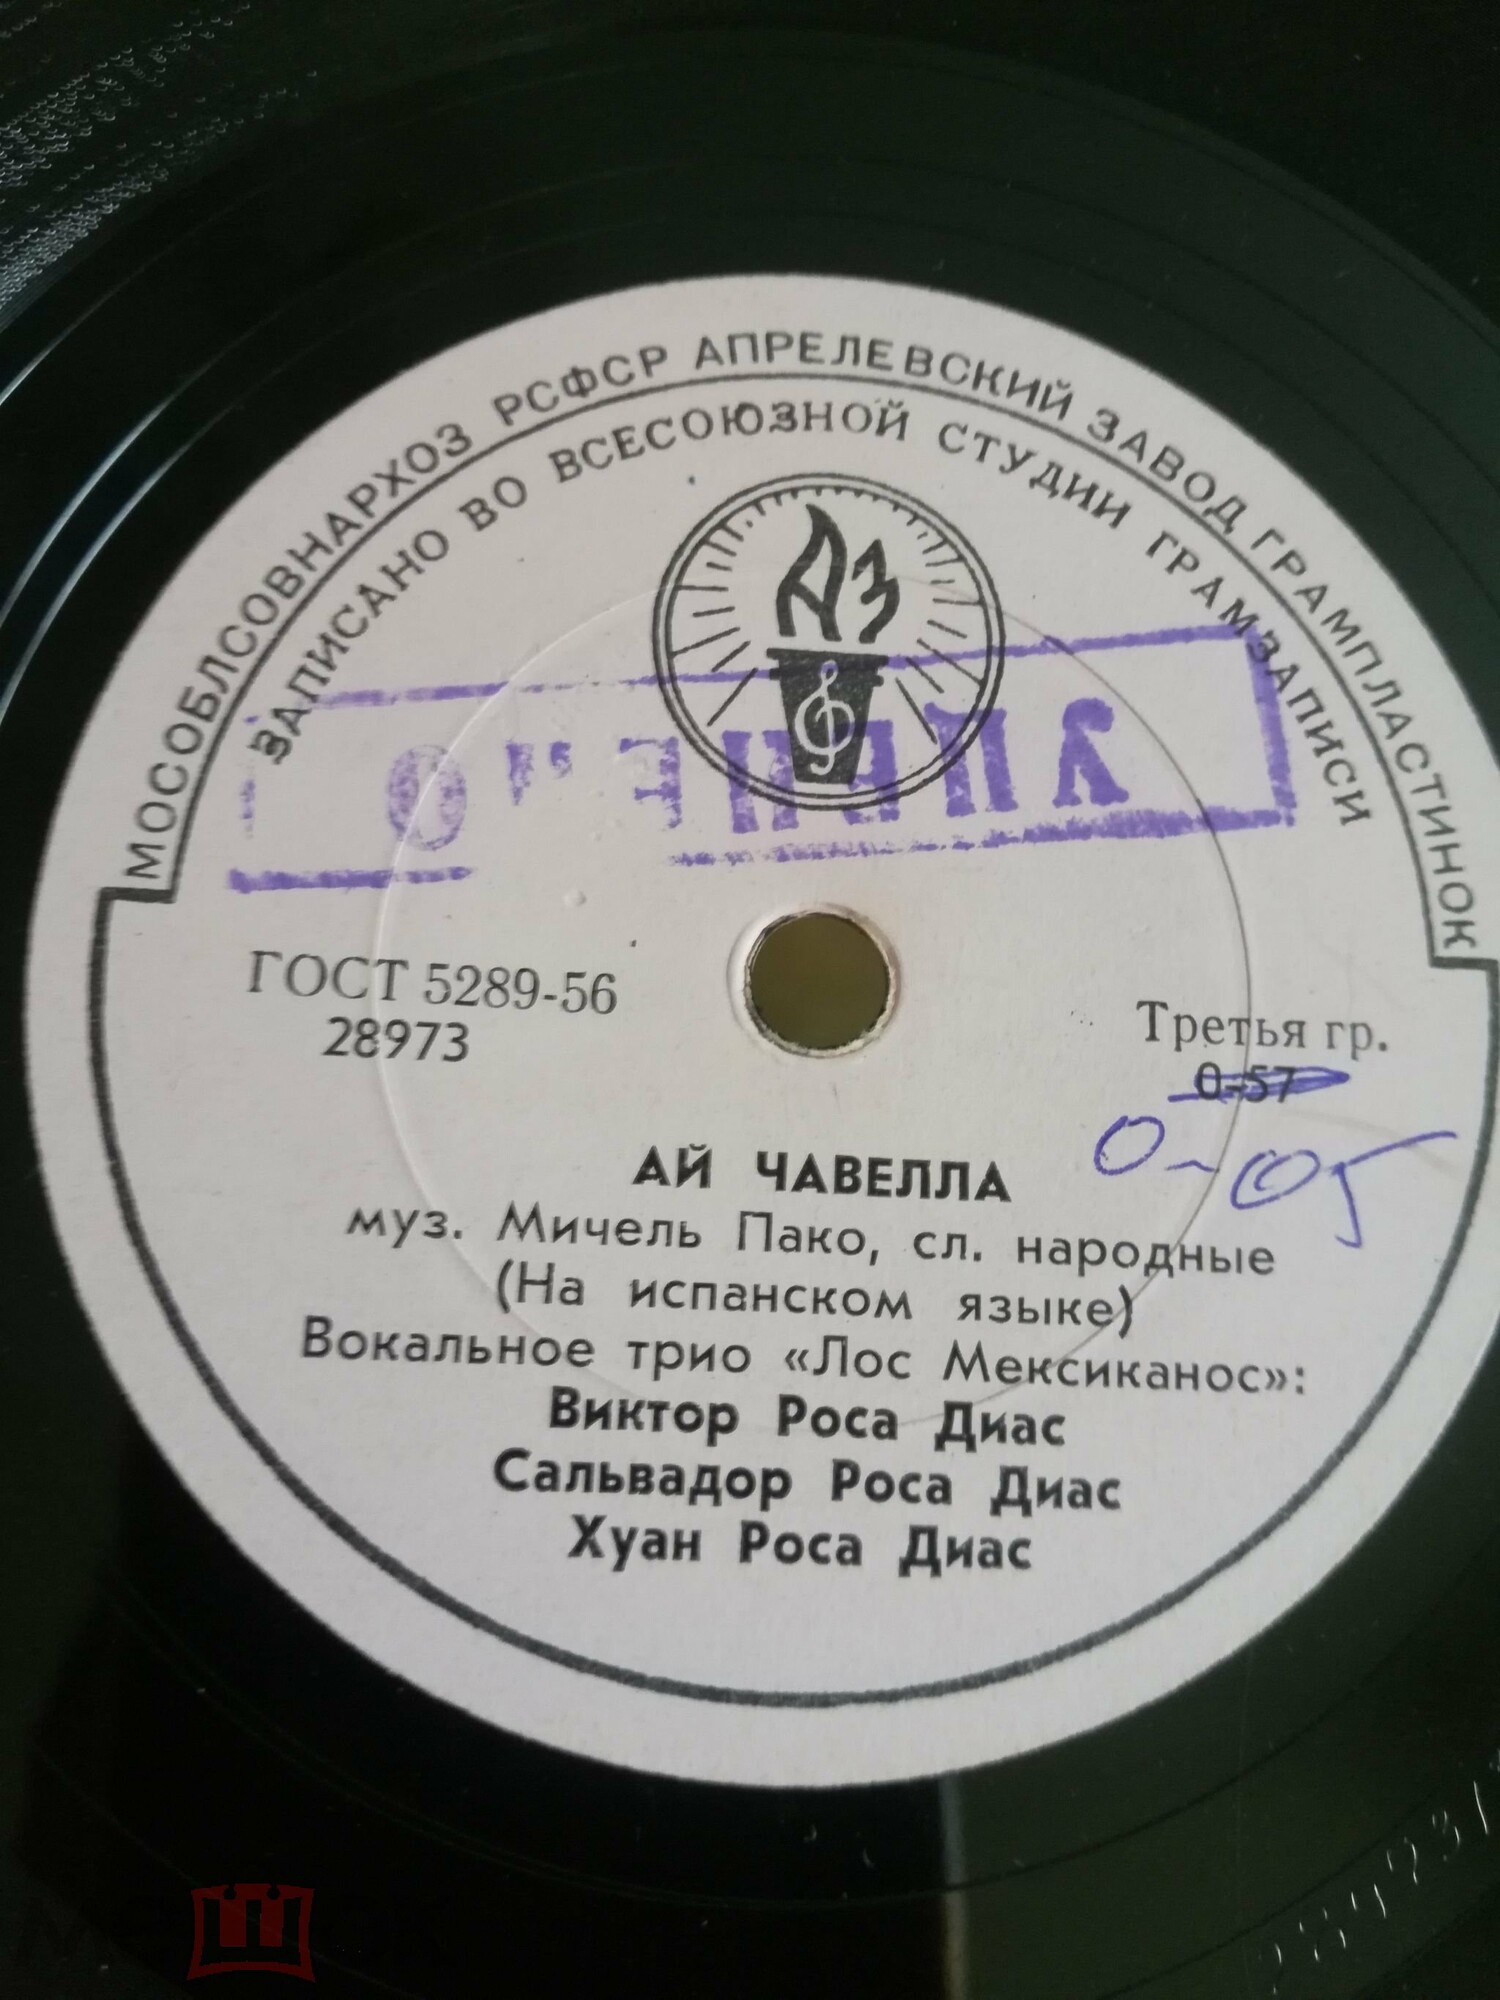 МОСОБЛСОВНАРХОЗ РСФСР АПРЕЛЕВСКИЙ ЗАВОД ГРАМПЛАСТИНОК
ЗАПИСАНО ВО ВСЕСОЮЗНОЙ СТУДИИ ГРАМЗАПИСИ
АЗ
ГОСТ 5289-56
28973
Третья гр.
0-57
0-05
АЙ ЧАВЕЛЛА
муз. Мичель Пако, сл. народные
(На испанском языке)
Вокальное трио «Лос Мексиканос»:
Виктор Роса Диас
Сальвадор Роса Диас
Хуан Роса Диас